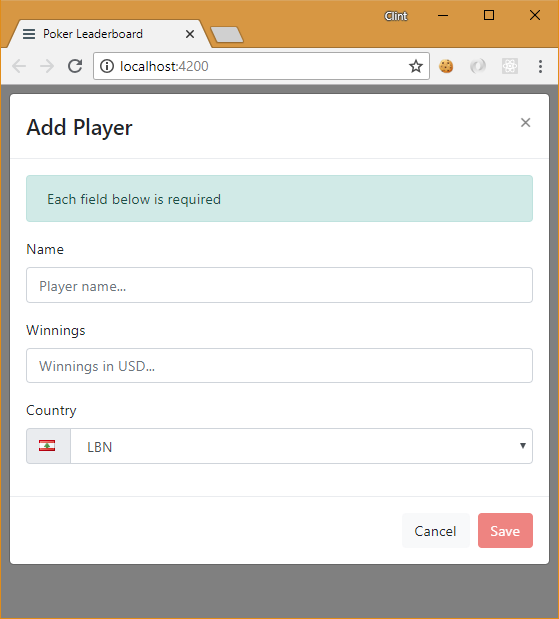 Clint
Poker Leaderboard
localhost:4200
Add Player
×
Each field below is required
Name
Player name...
Winnings
Winnings in USD...
Country
LBN
Cancel
Save